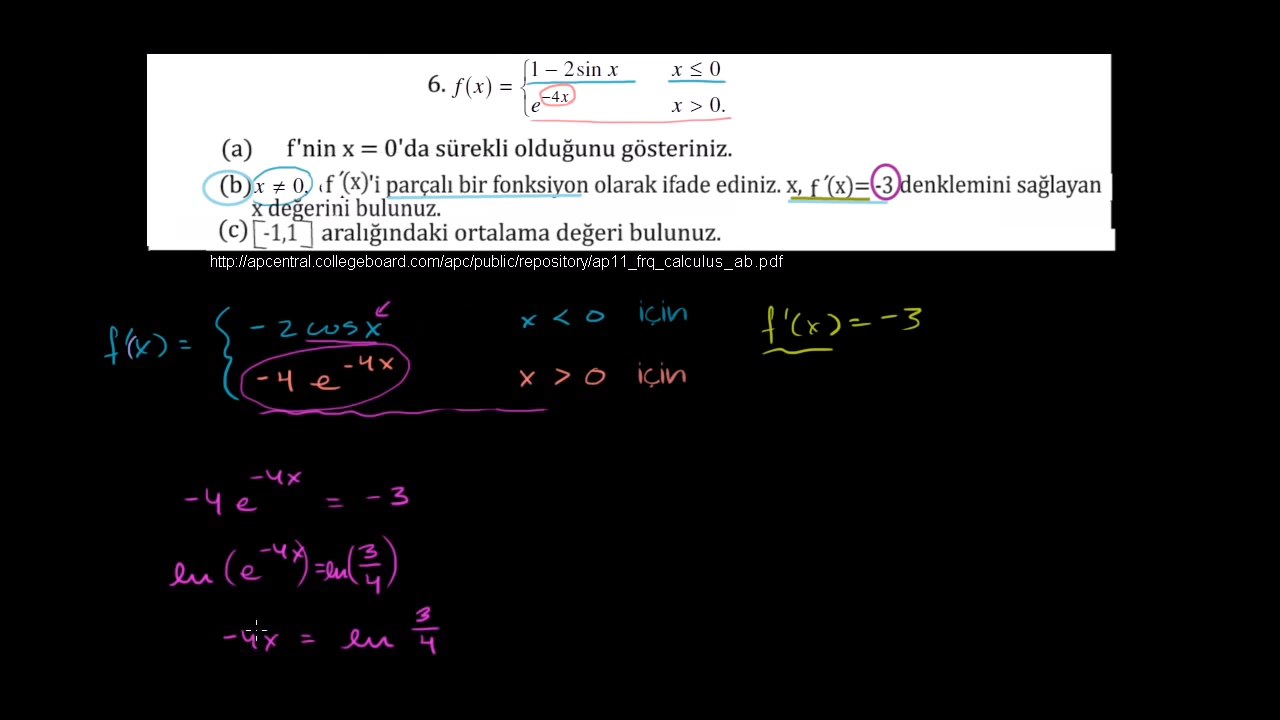 6. f(x) = { 1 − 2 sin x x ≤ 0
e^{−4x} x > 0.
(a) f'nin x = 0'da sürekli olduğunu gösteriniz.
(b) x ≠ 0, f ′(x)'i parçalı bir fonksiyon olarak ifade ediniz. x, f ′(x)= -3 denklemini sağlayan
x değerini bulunuz.
(c) [-1,1] aralığındaki ortalama değeri bulunuz.
http://apcentral.collegeboard.com/apc/public/repository/ap11_frq_calculus_ab.pdf
f'(x) = { -2 cos x x < 0 için
-4 e^{-4x} x > 0 için
f'(x) = -3
-4 e^{-4x} = -3
ln (e^{-4x}) = ln(3/4)
-4x = ln 3/4